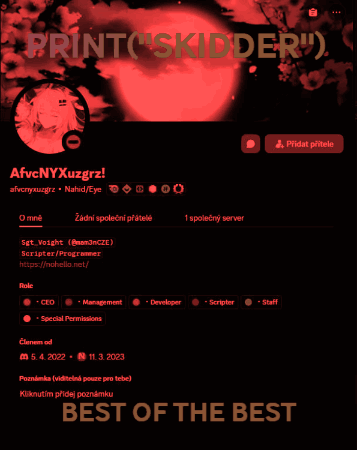 PRINT("SKIDDER")
Přidat přítele
AfvcNYXuzgrz!
afvcnyxuzgrz • Nahid/Eye
O mně
Žádní společní přátelé
1 společný server
Sgt_Voight (@mamJnCZE)
Scripter/Programmer
https://nohello.net/
Role
- CEO
- Management
- Developer
- Scripter
- Staff
- Special Permissions
Členem od
5. 4. 2022 • N 11. 3. 2023
Poznámka (viditelná pouze pro tebe)
Kliknutím přidej poznámku
BEST OF THE BEST